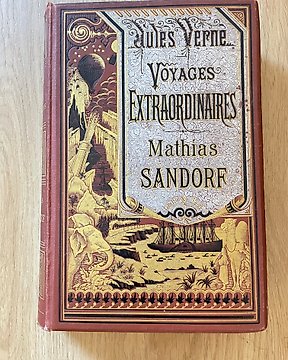 Jules Verne
Voyages
Extraordinaires
Mathias
SANDORF